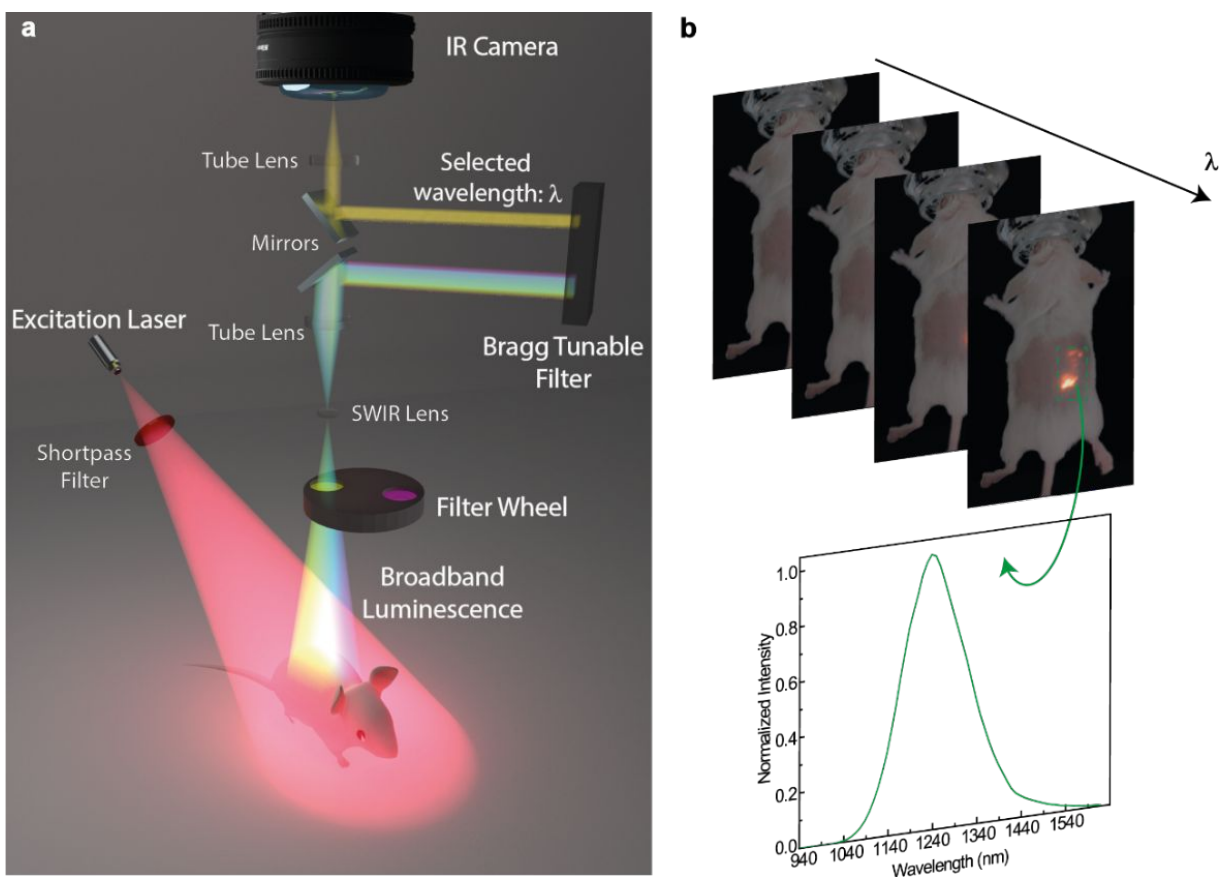 a
IR Camera
Tube Lens
Selected
wavelength: λ
Mirrors
Excitation Laser
Tube Lens
Bragg Tunable
Filter
SWIR Lens
Shortpass
Filter
Filter Wheel
Broadband
Luminescence
b
λ
Normalized Intensity
1.0
0.8
0.6
0.4
0.2
0.0
940 1040 1140 1240 1340 1440 1540
Wavelength (nm)